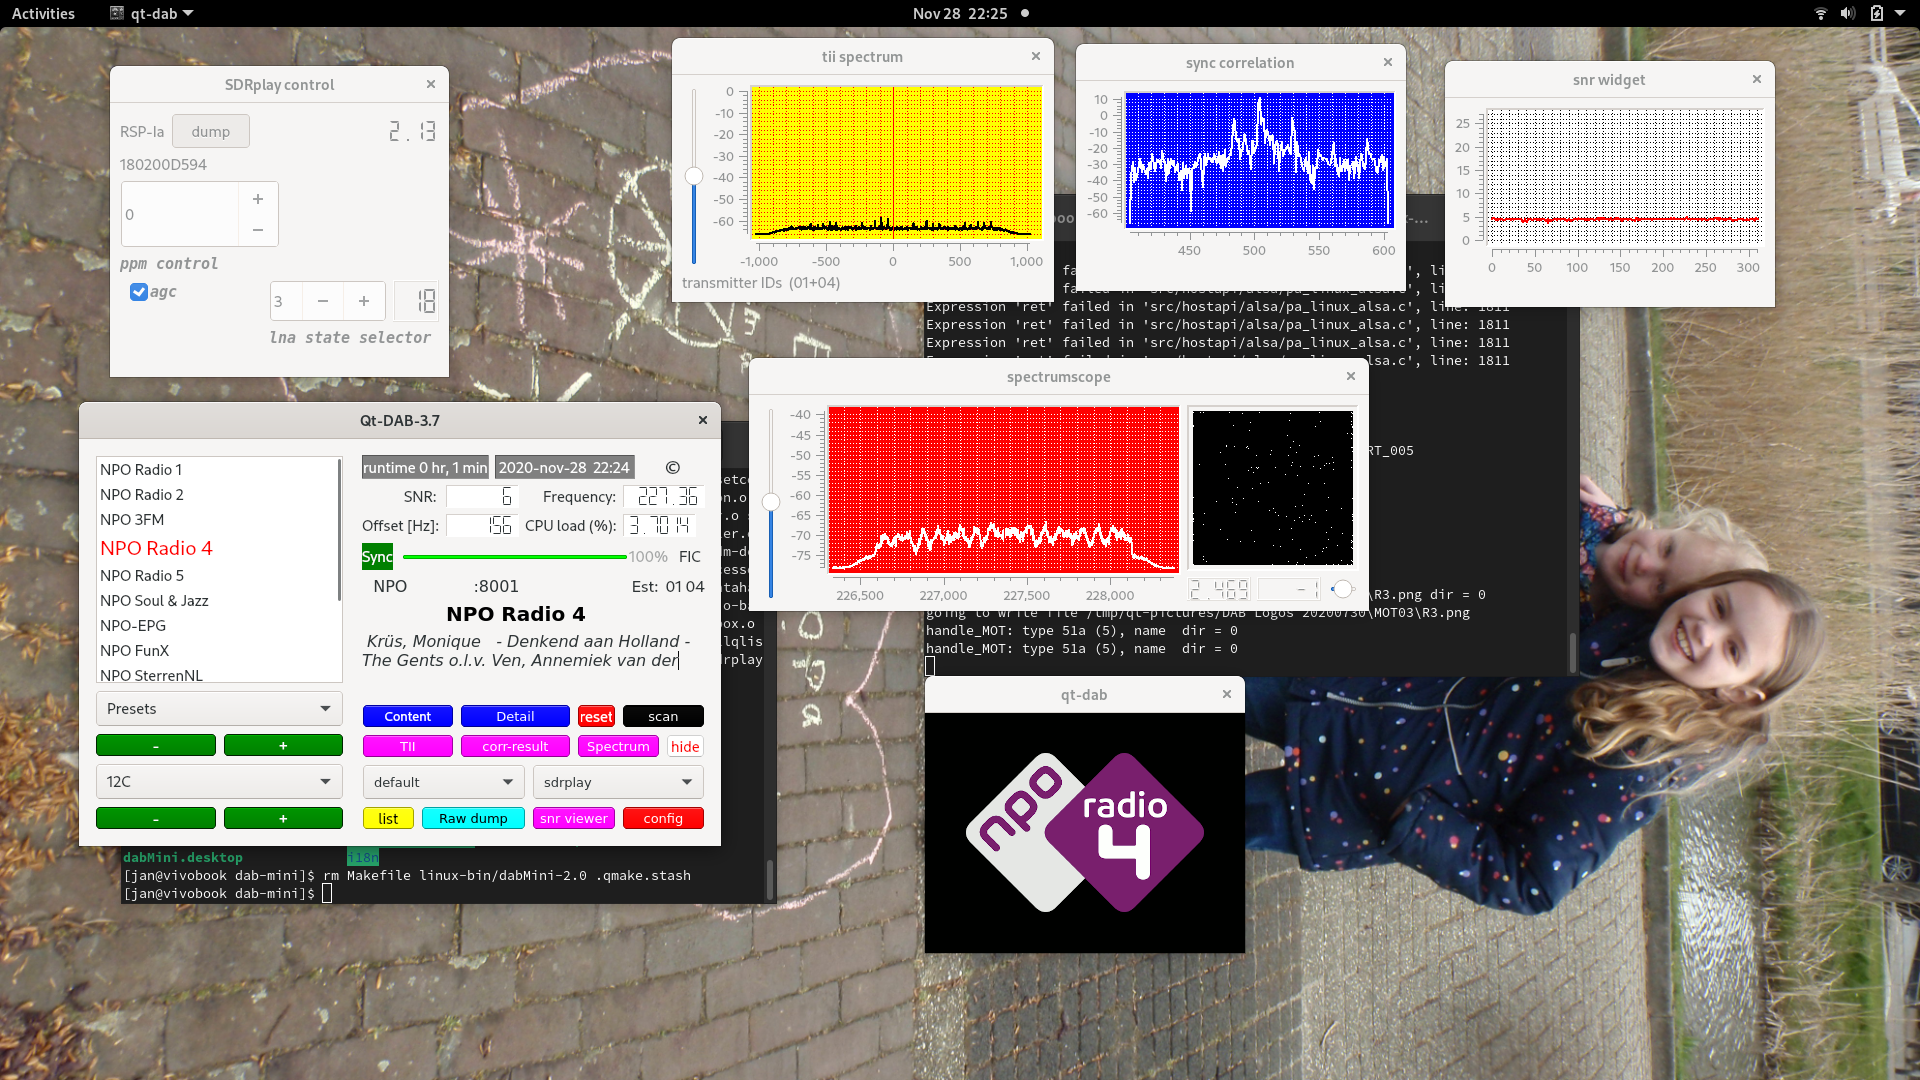 Activities
qt-dab
Nov 28 22:25
SDRplay control
RSP-Ia
dump
2.13
180200D594
0
+
−
ppm control
agc
3
−
+
18
lna state selector
tii spectrum
0
-10
-20
-30
-40
-50
-60
-1,000 -500 0 500 1,000
transmitter IDs (01+04)
sync correlation
10
0
-10
-20
-30
-40
-50
-60
450 500 550 600
snr widget
25
20
15
10
5
0
0 50 100 150 200 250 300
Expression 'ret' failed in 'src/hostapi/alsa/pa_linux_alsa.c', line: 1811
Expression 'ret' failed in 'src/hostapi/alsa/pa_linux_alsa.c', line: 1811
Expression 'ret' failed in 'src/hostapi/alsa/pa_linux_alsa.c', line: 1811
RT_005
spectrumscope
-40
-45
-50
-55
-60
-65
-70
-75
226,500 227,000 227,500 228,000
2.469
-1
\R3.png dir = 0
going to write file /tmp/qt-pictures/DAB Logos 20200730\MOT03\R3.png
handle_MOT: type 51a (5), name dir = 0
handle_MOT: type 51a (5), name dir = 0
Qt-DAB-3.7
NPO Radio 1
NPO Radio 2
NPO 3FM
NPO Radio 4
NPO Radio 5
NPO Soul & Jazz
NPO-EPG
NPO FunX
NPO SterrenNL
Presets
- +
12C
- +
runtime 0 hr, 1 min
2020-nov-28 22:24
©
SNR: 6 Frequency: 227.36
Offset [Hz]: 156 CPU load (%): 3.7014
Sync 100% FIC
NPO :8001 Est: 01 04
NPO Radio 4
Krüs, Monique - Denkend aan Holland -
The Gents o.l.v. Ven, Annemiek van der
Content Detail reset scan
TII corr-result Spectrum hide
default sdrplay
list Raw dump snr viewer config
dabMini.desktop i18n
[jan@vivobook dab-mini]$ rm Makefile linux-bin/dabMini-2.0 .qmake.stash
[jan@vivobook dab-mini]$
qt-dab
npo
radio
4